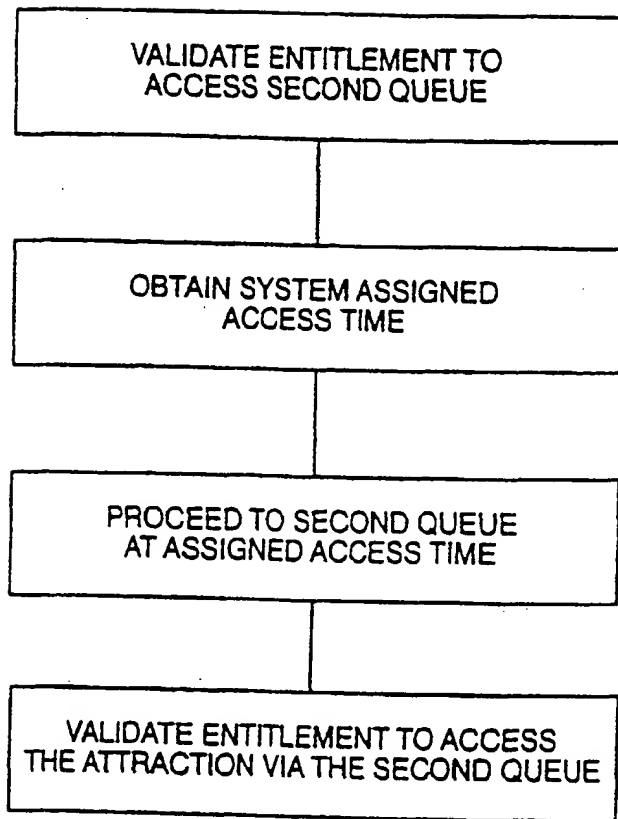 VALIDATE ENTITLEMENT TO
ACCESS SECOND QUEUE
OBTAIN SYSTEM ASSIGNED
ACCESS TIME
PROCEED TO SECOND QUEUE
AT ASSIGNED ACCESS TIME
VALIDATE ENTITLEMENT TO ACCESS
THE ATTRACTION VIA THE SECOND QUEUE